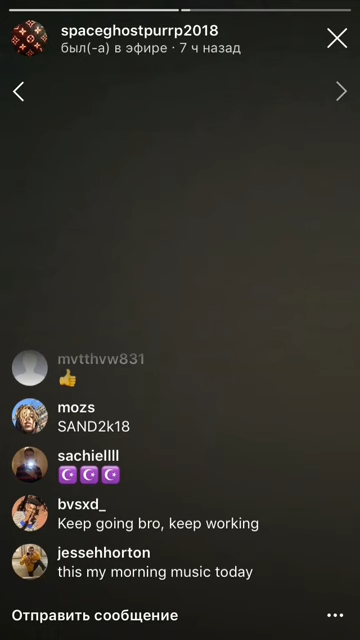 spaceghostpurrp2018
был(-а) в эфире · 7 ч назад
mvtthvw831
👍
mozs
SAND2k18
sachiellll
☪️☪️☪️
bvsxd_
Keep going bro, keep working
jessehhorton
this my morning music today
Отправить сообщение